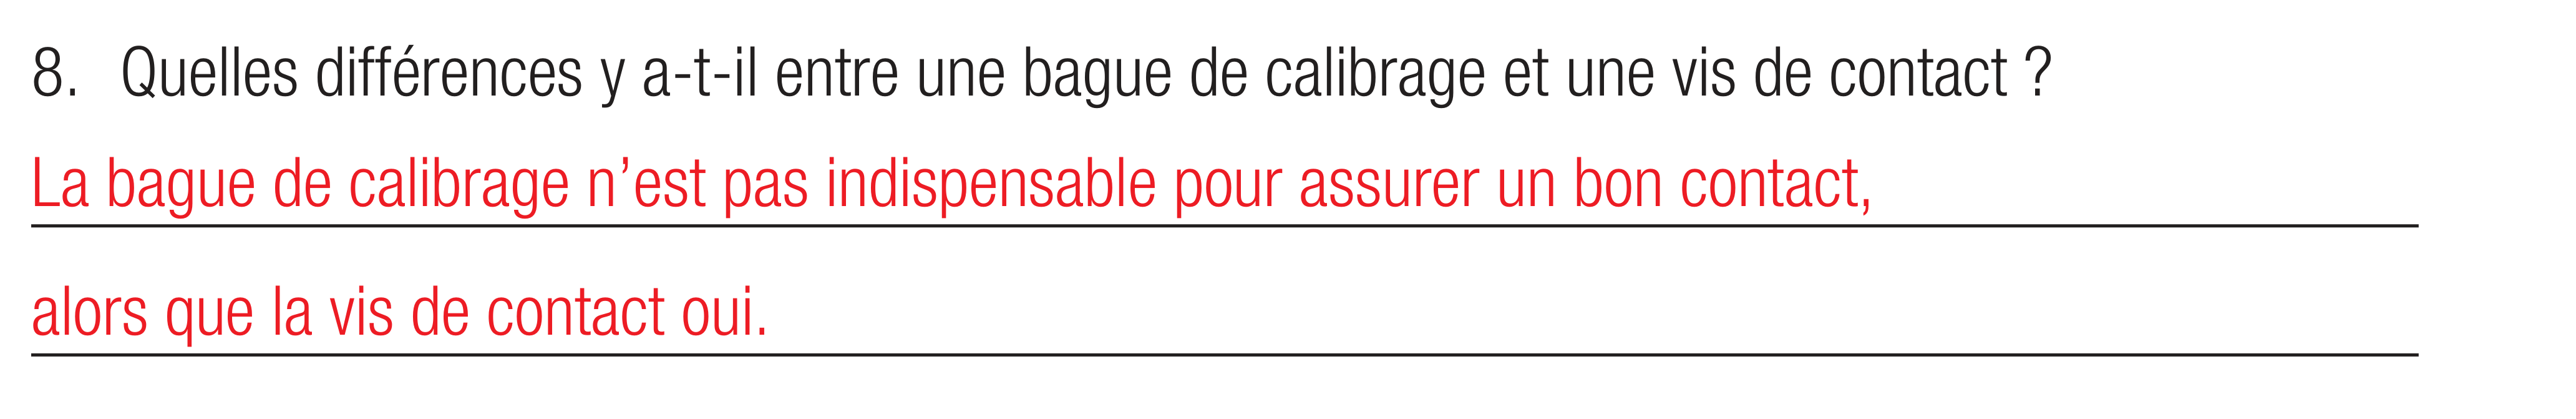 8. Quelles différences y a-t-il entre une bague de calibrage et une vis de contact ?
La bague de calibrage n’est pas indispensable pour assurer un bon contact,
alors que la vis de contact oui.